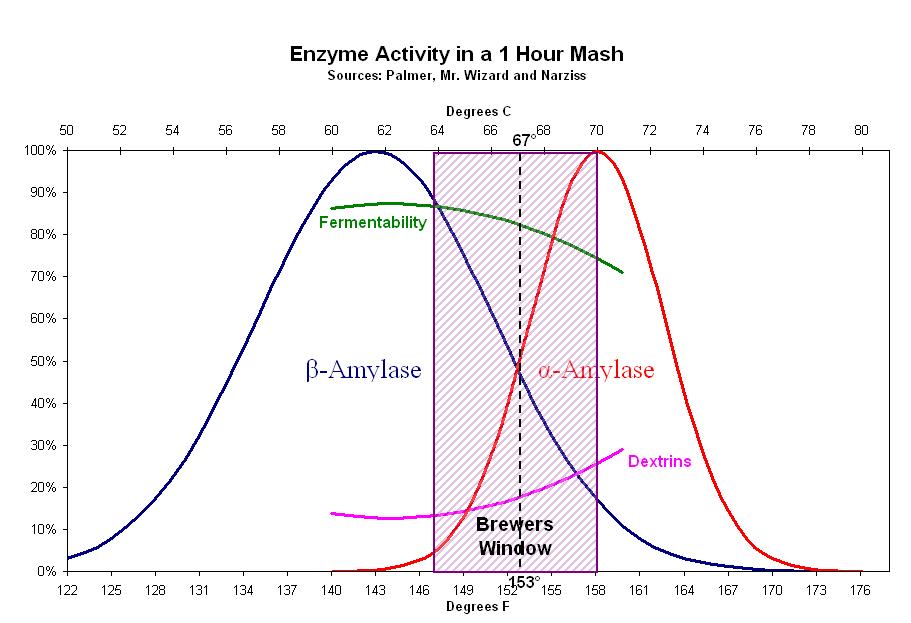 Enzyme Activity in a 1 Hour Mash
Sources: Palmer, Mr. Wizard and Narziss
Degrees C
50 52 54 56 58 60 62 64 66 68 70 72 74 76 78 80
67°
100%
90%
Fermentability
80%
70%
60%
50%
β-Amylase α-Amylase
40%
30%
Dextrins
20%
10%
Brewers
Window
0%
153°
122 125 128 131 134 137 140 143 146 149 152 155 158 161 164 167 170 173 176
Degrees F